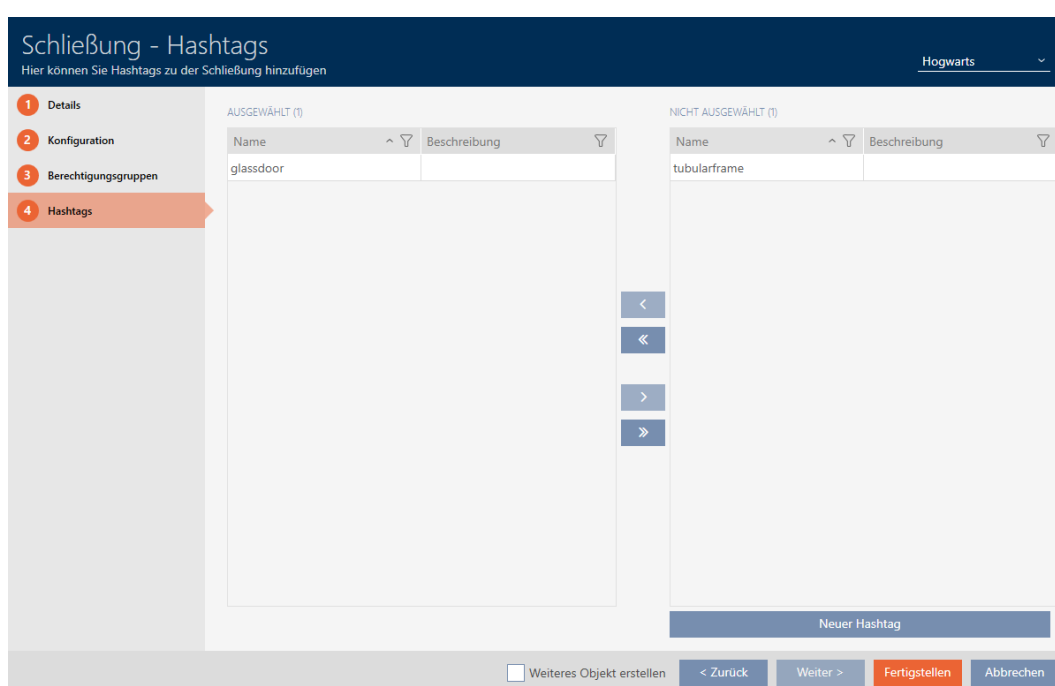 Schließung - Hashtags
Hier können Sie Hashtags zu der Schließung hinzufügen
Hogwarts
1 Details
2 Konfiguration
3 Berechtigungsgruppen
4 Hashtags
AUSGEWÄHLT (1)
Name Beschreibung
glassdoor
NICHT AUSGEWÄHLT (1)
Name Beschreibung
tubularframe
Neuer Hashtag
Weiteres Objekt erstellen < Zurück Weiter > Fertigstellen Abbrechen